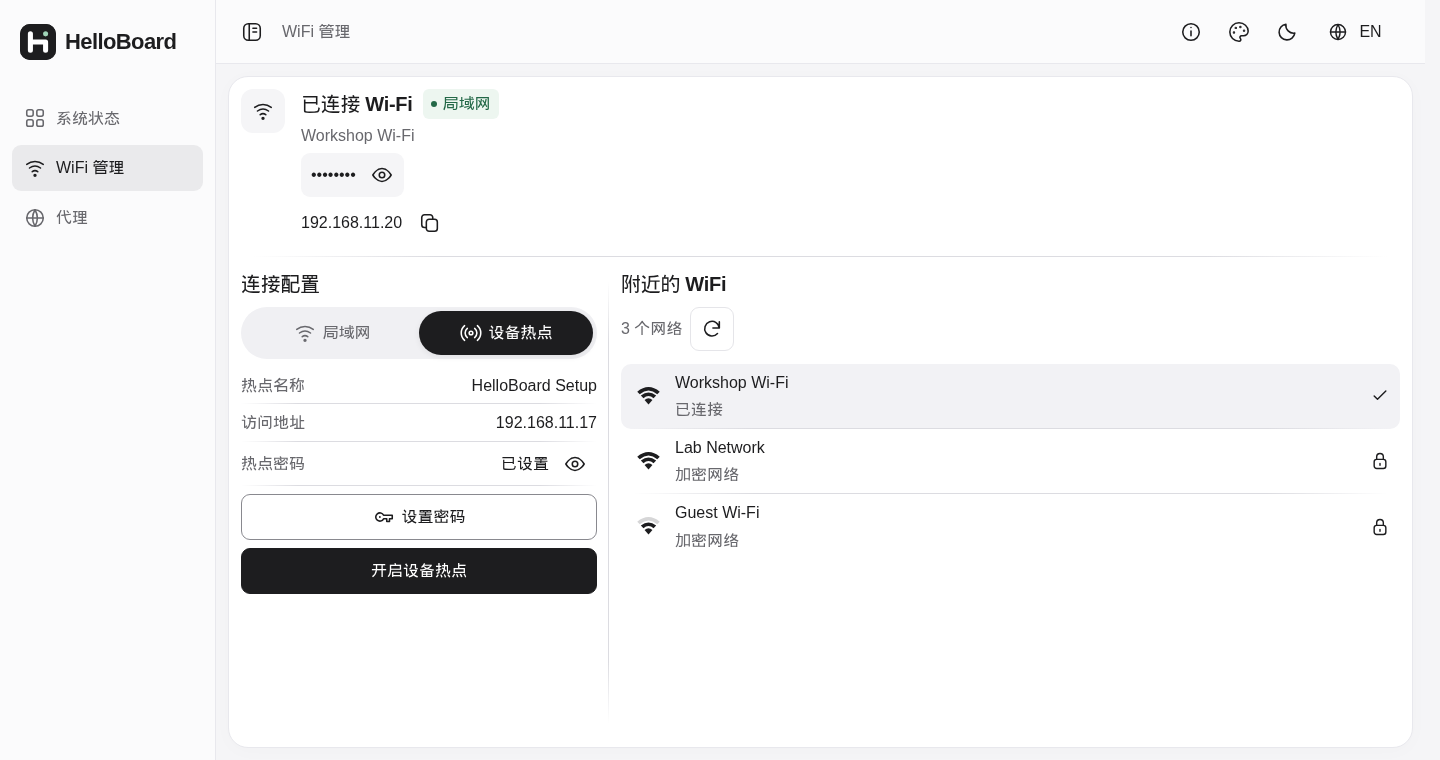 HelloBoard
系统状态
WiFi 管理
代理
WiFi 管理
EN
已连接 Wi-Fi
局域网
Workshop Wi-Fi
••••••••
192.168.11.20
连接配置
局域网
设备热点
热点名称
HelloBoard Setup
访问地址
192.168.11.17
热点密码
已设置
设置密码
开启设备热点
附近的 WiFi
3 个网络
Workshop Wi-Fi
已连接
Lab Network
加密网络
Guest Wi-Fi
加密网络